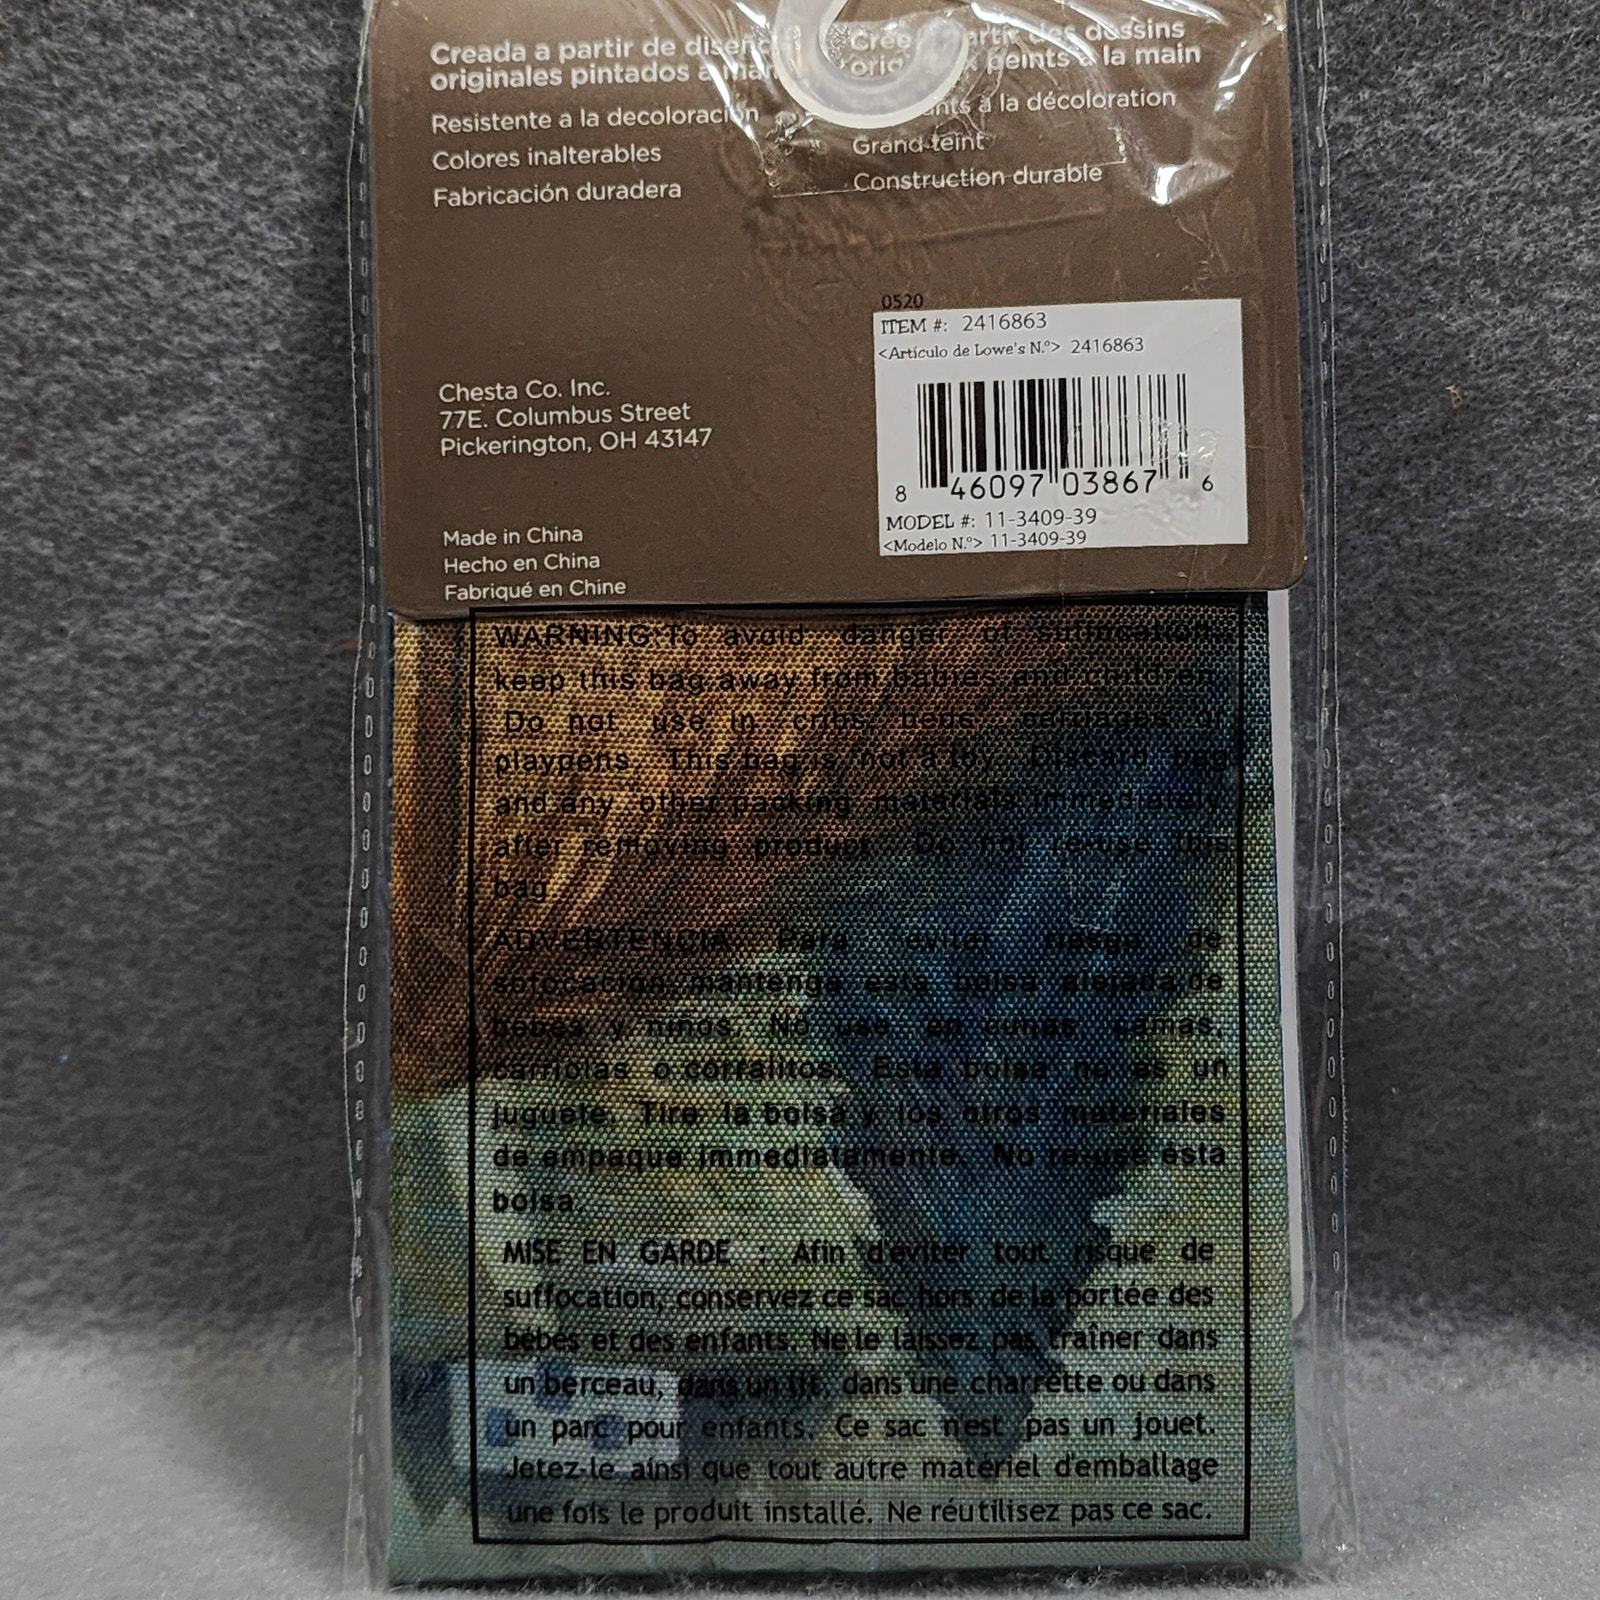 Creada a partir de diseño
originales pintados a man
Resistente a la decoloración
Colores inalterables
Fabricación duradera
Créé partir des dessins
orig x peints à la main
nts à la décoloration
Grand teint
Construction durable
0520
ITEM #: 2416863
<Artículo de Lowe's N.º> 2416863
8 46097 03867 6
MODEL #: 11-3409-39
<Modelo N.º> 11-3409-39
Chesta Co. Inc.
77E. Columbus Street
Pickerington, OH 43147
Made in China
Hecho en China
Fabriqué en Chine
WARNING:To avoid danger of suffocation,
keep this bag away from babies and children.
Do not use in cribs, beds, carriages or
playpens. This bag is not a toy. Discard bag
and any other packing materials immediately
after removing product. Do not re-use this
bag.
ADVERTENCIA: Para evitar riesgo de
sofocación, mantenga esta bolsa alejada de
bebés y niños. No use en cunas, camas,
carriolas o corralitos. Esta bolsa no es un
juguete. Tire la bolsa y los otros materiales
de empaque immediatamente. No re-use esta
bolsa.
MISE EN GARDE : Afin d'éviter tout risque de
suffocation, conservez ce sac hors de la portée des
bébés et des enfants. Ne le laissez pas traîner dans
un berceau, dans un lit, dans une charrette ou dans
un parc pour enfants. Ce sac n'est pas un jouet.
Jetez-le ainsi que tout autre matériel d'emballage
une fois le produit installé. Ne réutilisez pas ce sac.